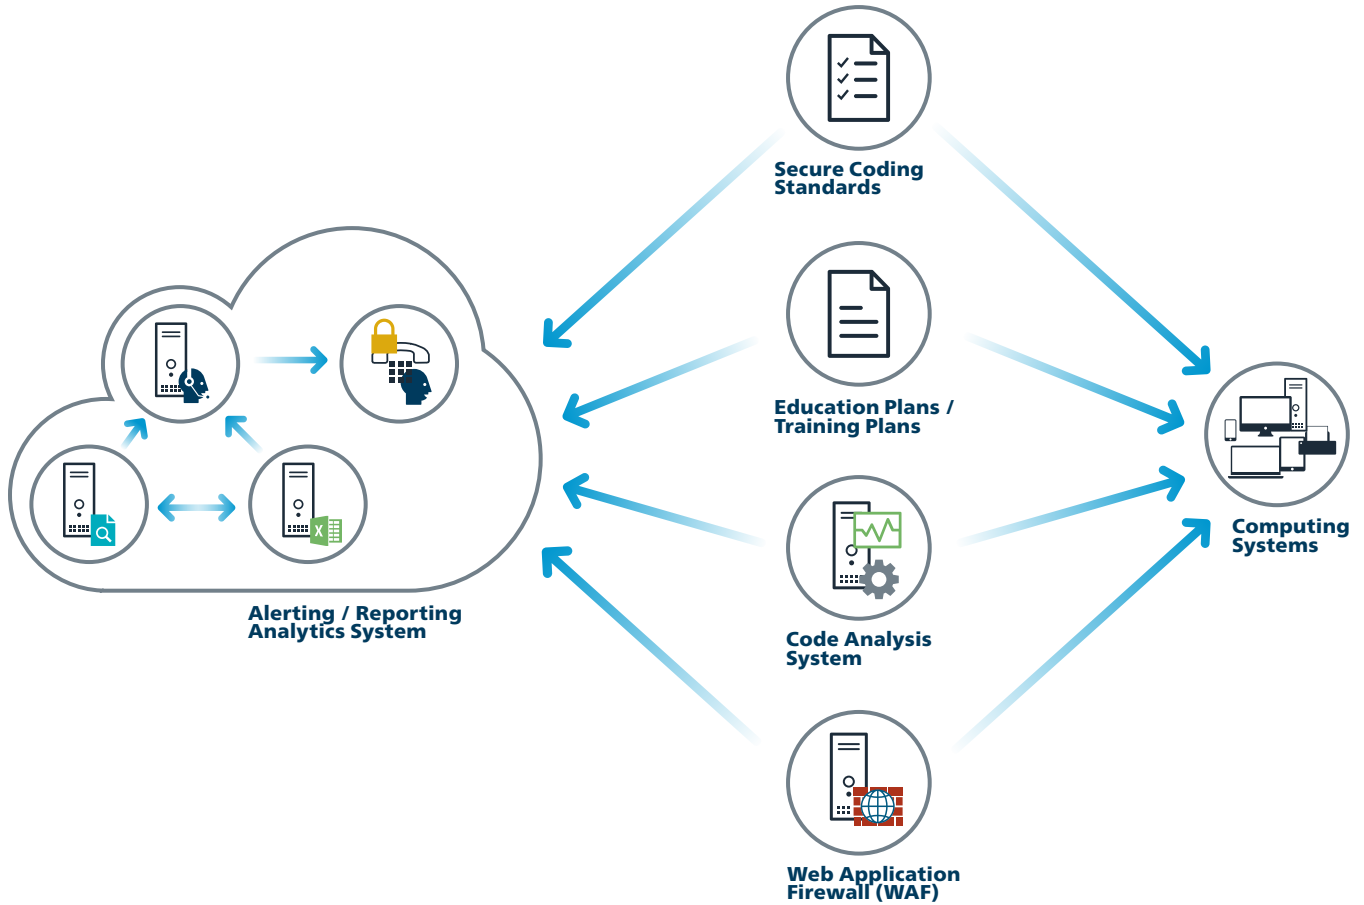 Secure Coding
Standards
Education Plans /
Training Plans
X
Computing
Systems
Alerting / Reporting
Analytics System
Code Analysis
System
Web Application
Firewall (WAF)